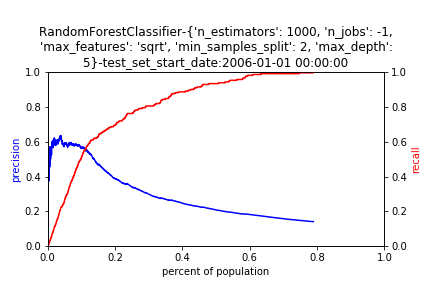 RandomForestClassifier-{'n_estimators': 1000, 'n_jobs': -1,
'max_features': 'sqrt', 'min_samples_split': 2, 'max_depth':
5}-test_set_start_date:2006-01-01 00:00:00
1.0 1.0
0.8 0.8
precision 0.6 0.6 recall
0.4 0.4
0.2 0.2
0.0 0.0
0.0 0.2 0.4 0.6 0.8 1.0
percent of population